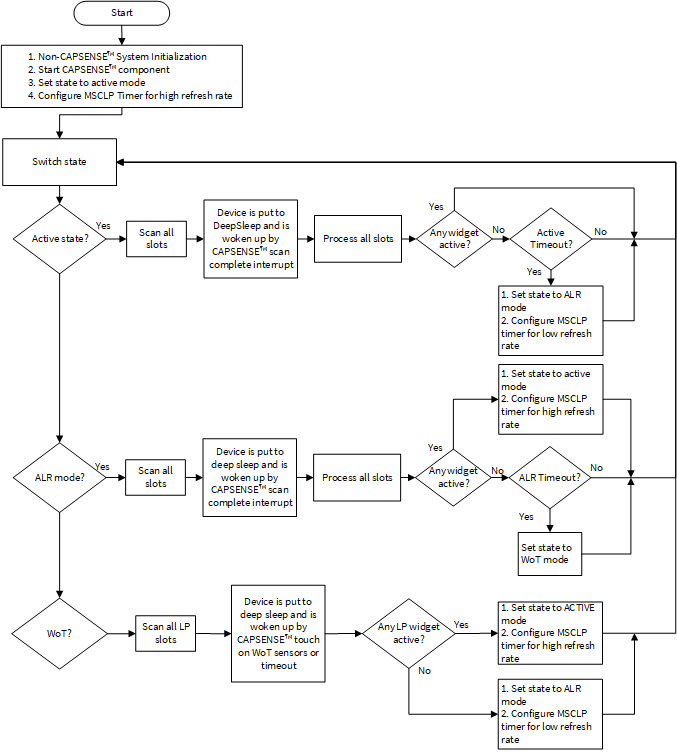 Start
1. Non-CAPSENSE™ System Initialization
2. Start CAPSENSE™ component
3. Set state to active mode
4. Configure MSCLP Timer for high refresh rate
Switch state
Active state?
Yes
Scan all
slots
Device is put to
DeepSleep and is
woken up by
CAPSENSE™ scan
complete interrupt
Process all slots
Any widget
active?
Yes
No
Active
Timeout?
No
Yes
1. Set state to ALR
mode
2. Configure MSCLP
timer for low refresh
rate
ALR mode?
Yes
Scan all
slots
Device is put to
deep sleep and is
woken up by
CAPSENSE™ scan
complete interrupt
Process all slots
Any widget
active?
Yes
1. Set state to active
mode
2. Configure MSCLP
timer for high refresh
rate
No
ALR Timeout?
No
Yes
Set state to
WoT mode
WoT?
Scan all LP
slots
Device is put to
deep sleep and is
woken up by
CAPSENSE™ touch
on WoT sensors or
timeout
Any LP widget
active?
Yes
1. Set state to ACTIVE
mode
2. Configure MSCLP
timer for high refresh
rate
No
1. Set state to ALR
mode
2. Configure MSCLP
timer for low refresh
rate